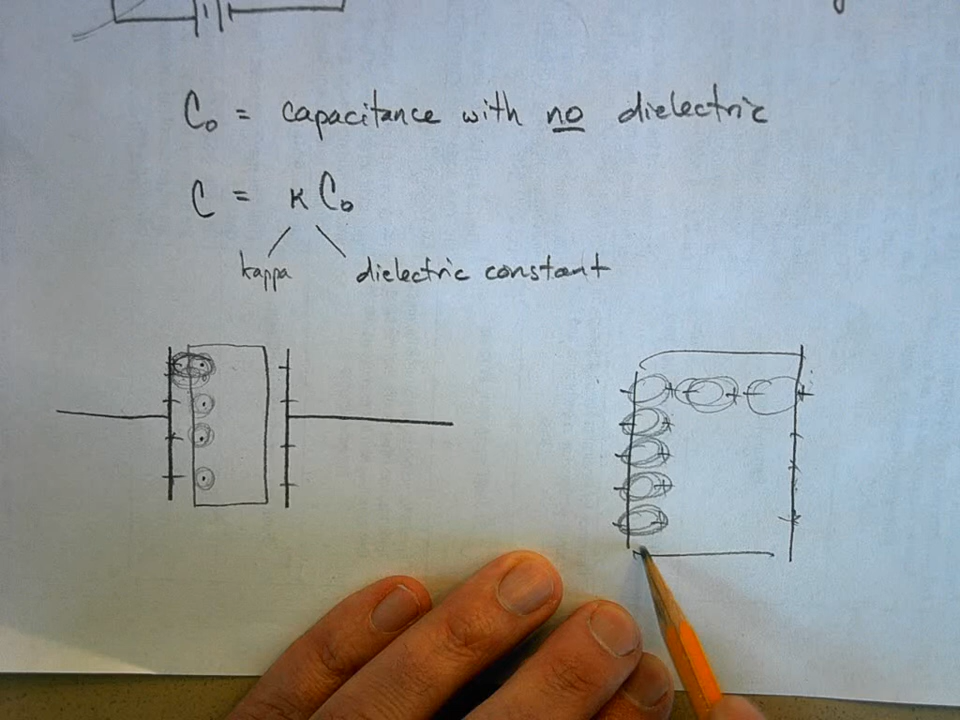 C₀ = capacitance with no dielectric
C = κ C₀
kappa dielectric constant